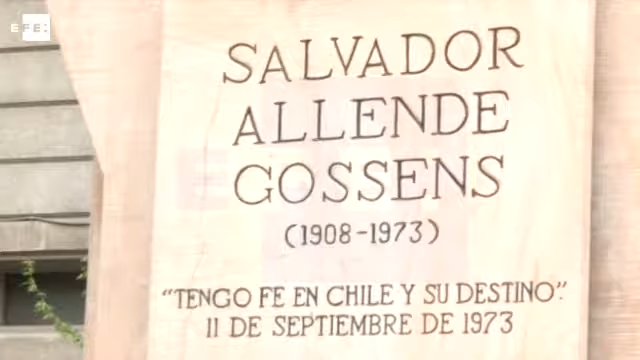 EFE:
SALVADOR
ALLENDE
GOSSENS
(1908-1973)
"TENGO FE EN CHILE Y SU DESTINO".
11 DE SEPTIEMBRE DE 1973